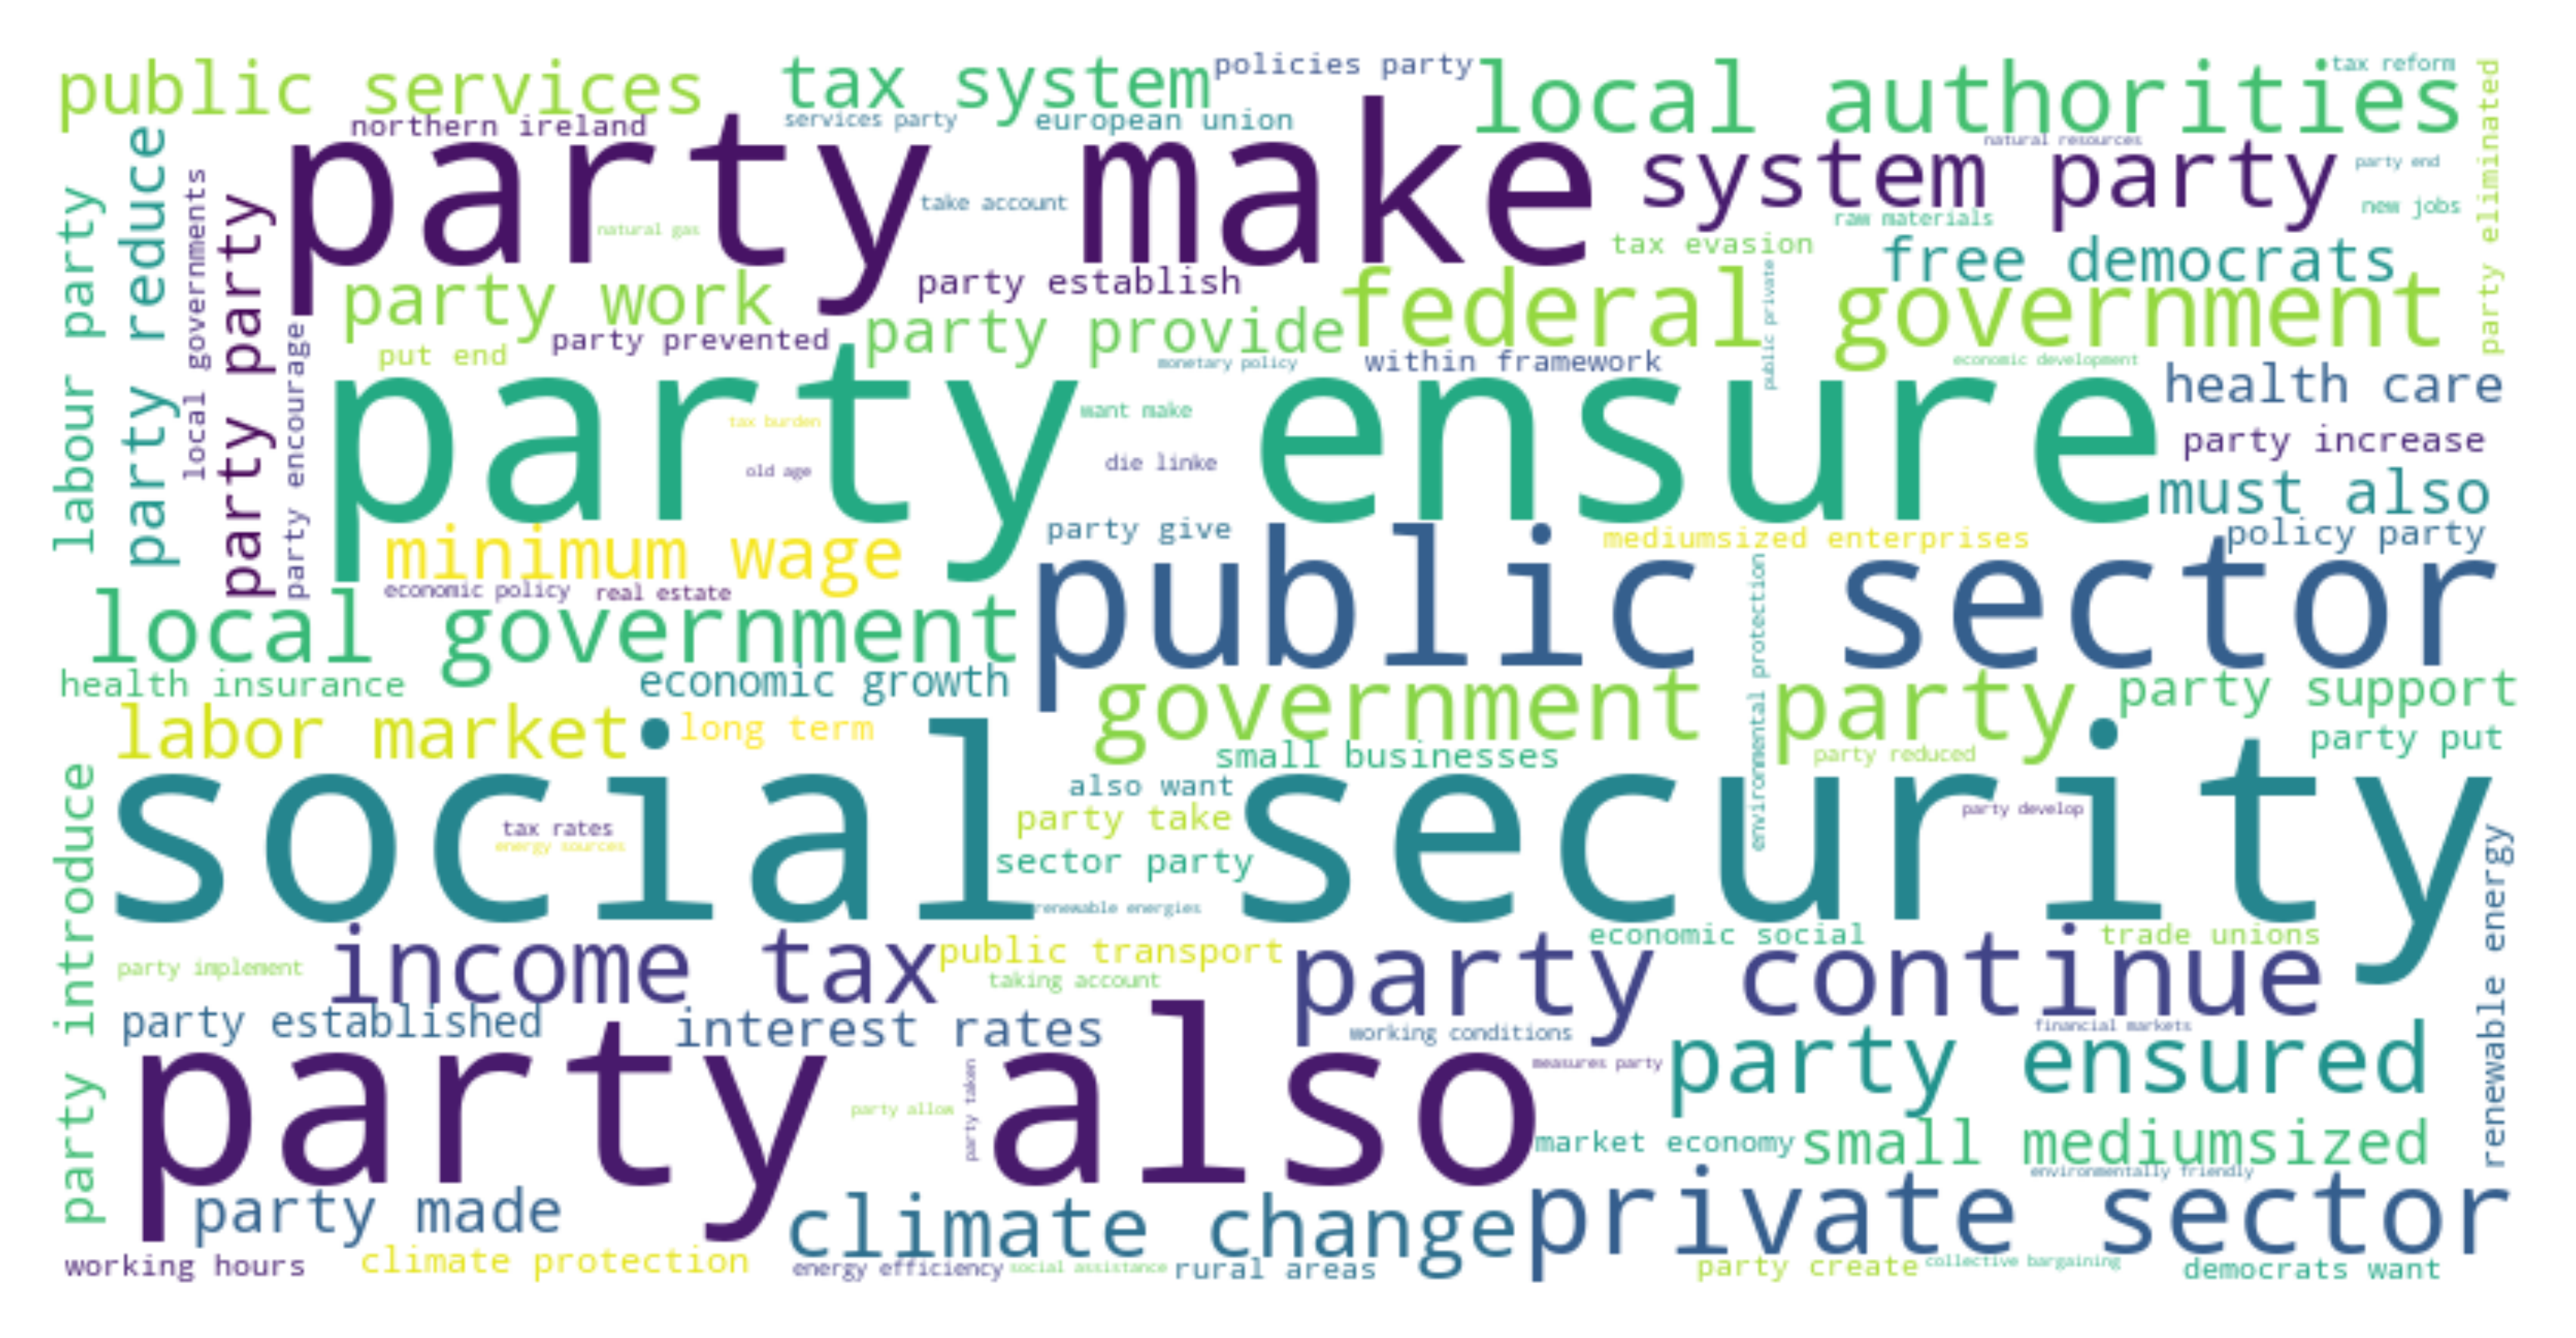 public services
tax system
policies party
local authorities
tax reform
northern ireland
services party
european union
party make
natural resources
system party
party end
take account
new jobs
raw materials
natural gas
tax evasion
free democrats
party eliminated
labour party
party reduce
local governments
party party
party encourage
party work
party establish
federal government
public private
party provide
party prevented
put end
monetary policy
within framework
economic development
health care
party ensure
want make
tax burden
party increase
old age
die linke
must also
minimum wage
party give
mediumsized enterprises
policy party
public sector
economic policy
real estate
local government
environmental protection
health insurance
economic growth
government party
party support
labor market
long term
small businesses
party reduced
party put
social security
also want
party take
party develop
tax rates
energy sources
sector party
renewable energies
party introduce
renewable energy
income tax
public transport
economic social
trade unions
party implement
taking account
party continue
party established
interest rates
working conditions
financial markets
party also
measures party
party ensured
party taken
party allow
market economy
small mediumsized
environmentally friendly
party made
climate change
private sector
working hours
climate protection
energy efficiency
social assistance
rural areas
party create
collective bargaining
democrats want